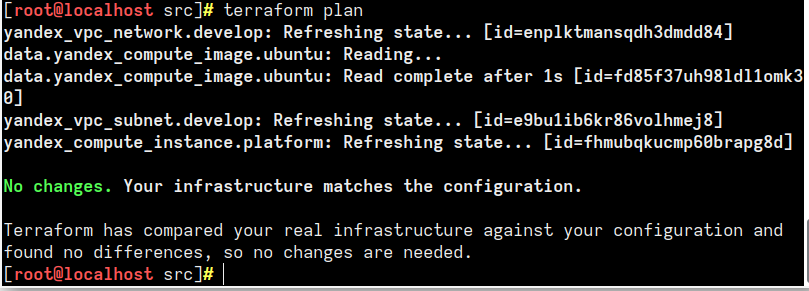 [root@localhost src]# terraform plan
yandex_vpc_network.develop: Refreshing state... [id=enplktmansqdh3dmdd84]
data.yandex_compute_image.ubuntu: Reading...
data.yandex_compute_image.ubuntu: Read complete after 1s [id=fd85f37uh98ldl1omk3
0]
yandex_vpc_subnet.develop: Refreshing state... [id=e9bu1ib6kr86volhmej8]
yandex_compute_instance.platform: Refreshing state... [id=fhmubqkucmp60brapg8d]
No changes. Your infrastructure matches the configuration.
Terraform has compared your real infrastructure against your configuration and
found no differences, so no changes are needed.
[root@localhost src]#